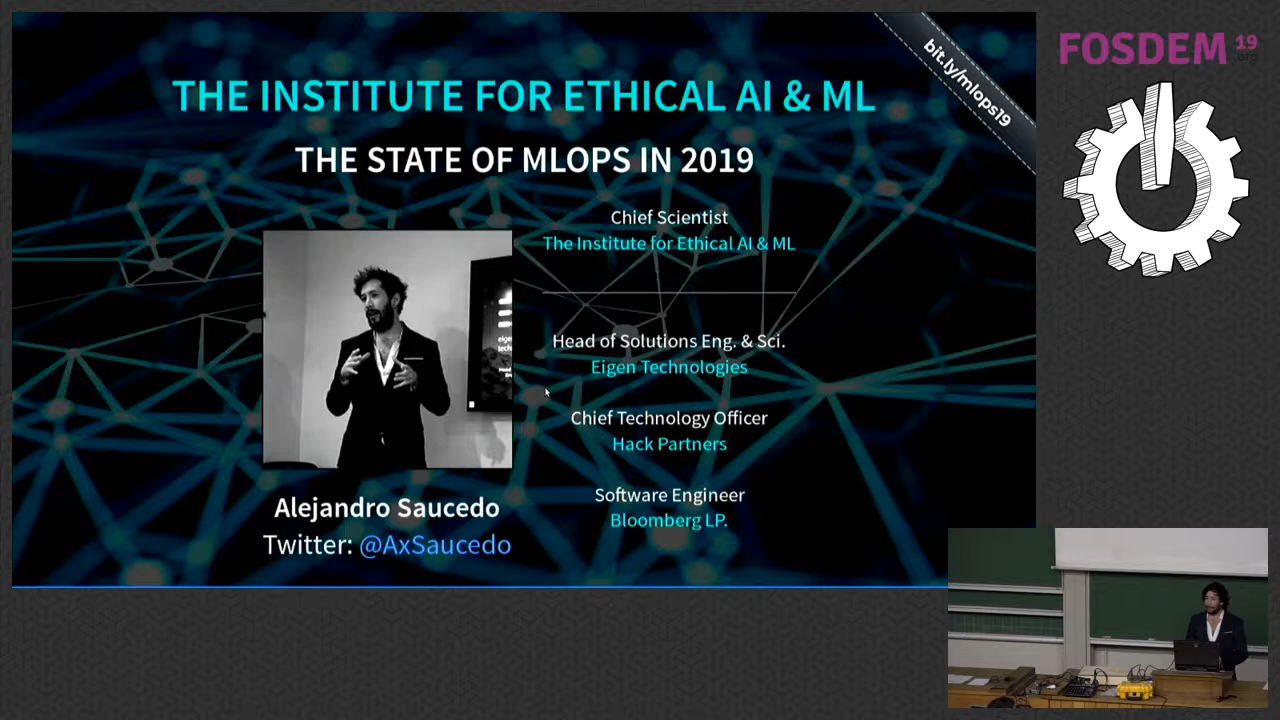 THE INSTITUTE FOR ETHICAL AI & ML
THE STATE OF MLOPS IN 2019
bit.ly/mlops19
Chief Scientist
The Institute for Ethical AI & ML
Head of Solutions Eng. & Sci.
Eigen Technologies
Chief Technology Officer
Hack Partners
Software Engineer
Bloomberg LP.
Alejandro Saucedo
Twitter: @AxSaucedo
FOSDEM 19
.org